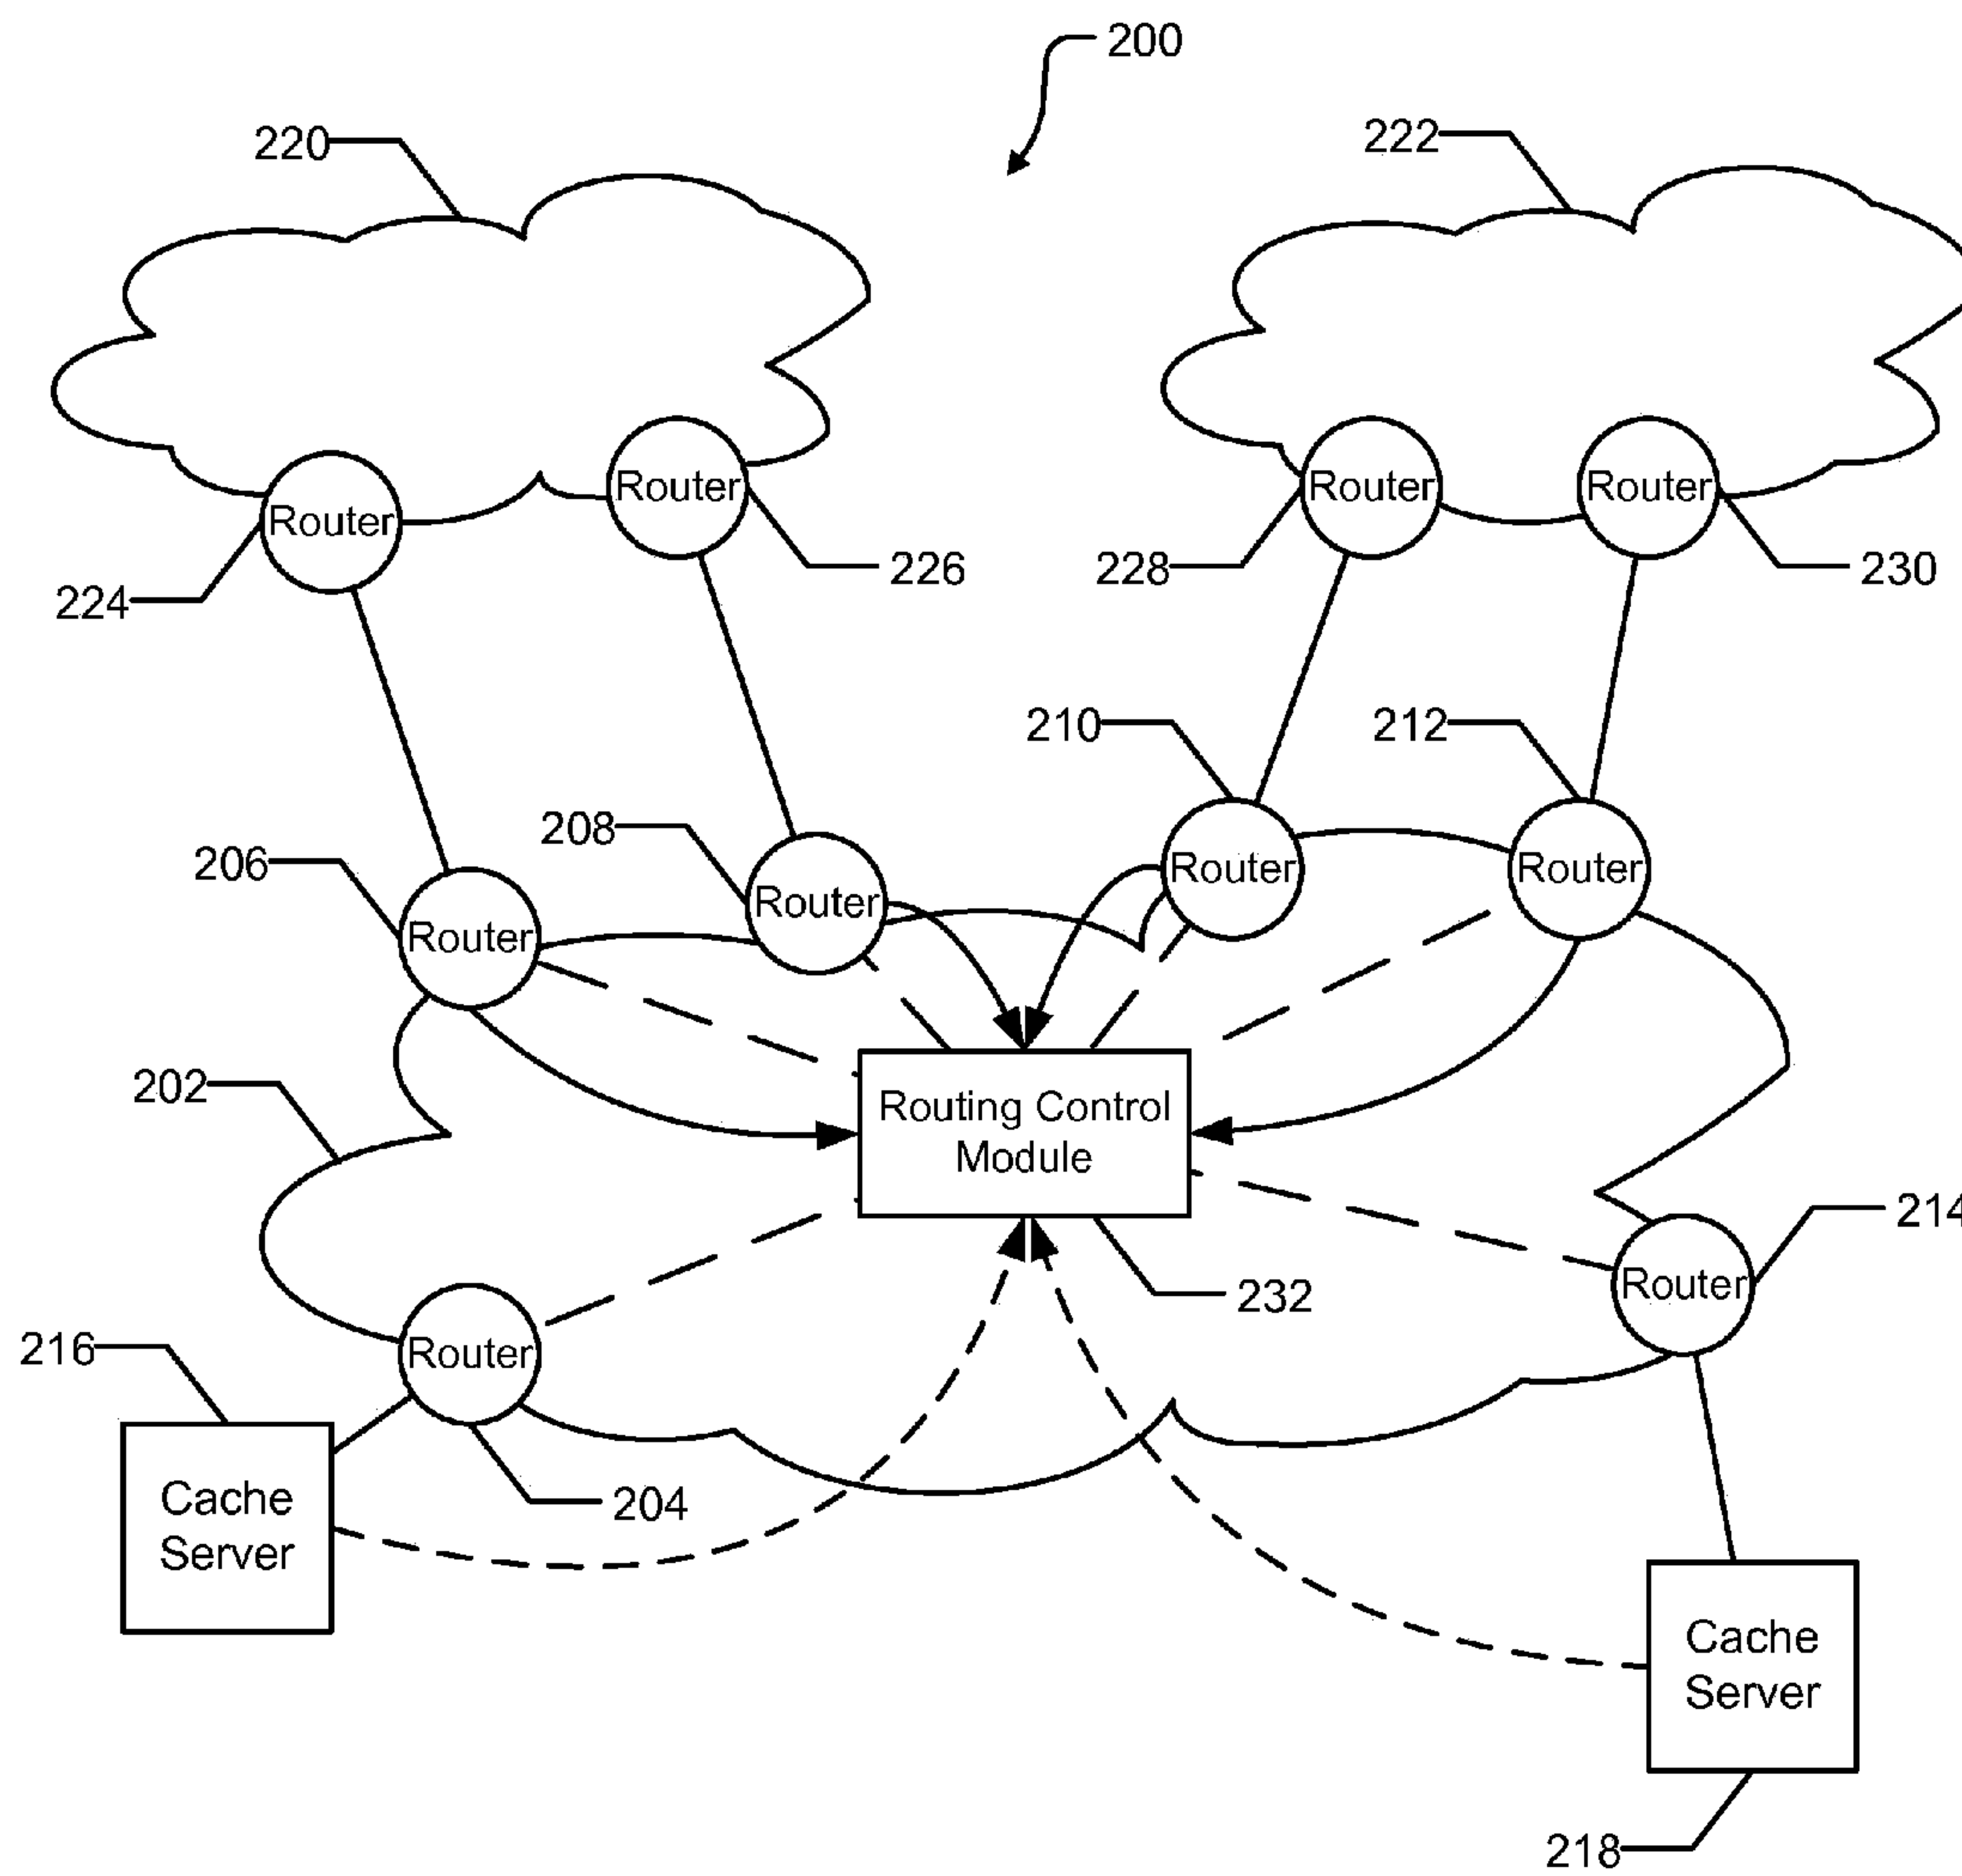 200
220
222
Router
Router
Router
Router
224
226
228
230
210
212
208
206
Router
Router
Router
Router
202
Routing Control
Module
214
Router
232
216
Router
204
Cache
Server
Cache
Server
218